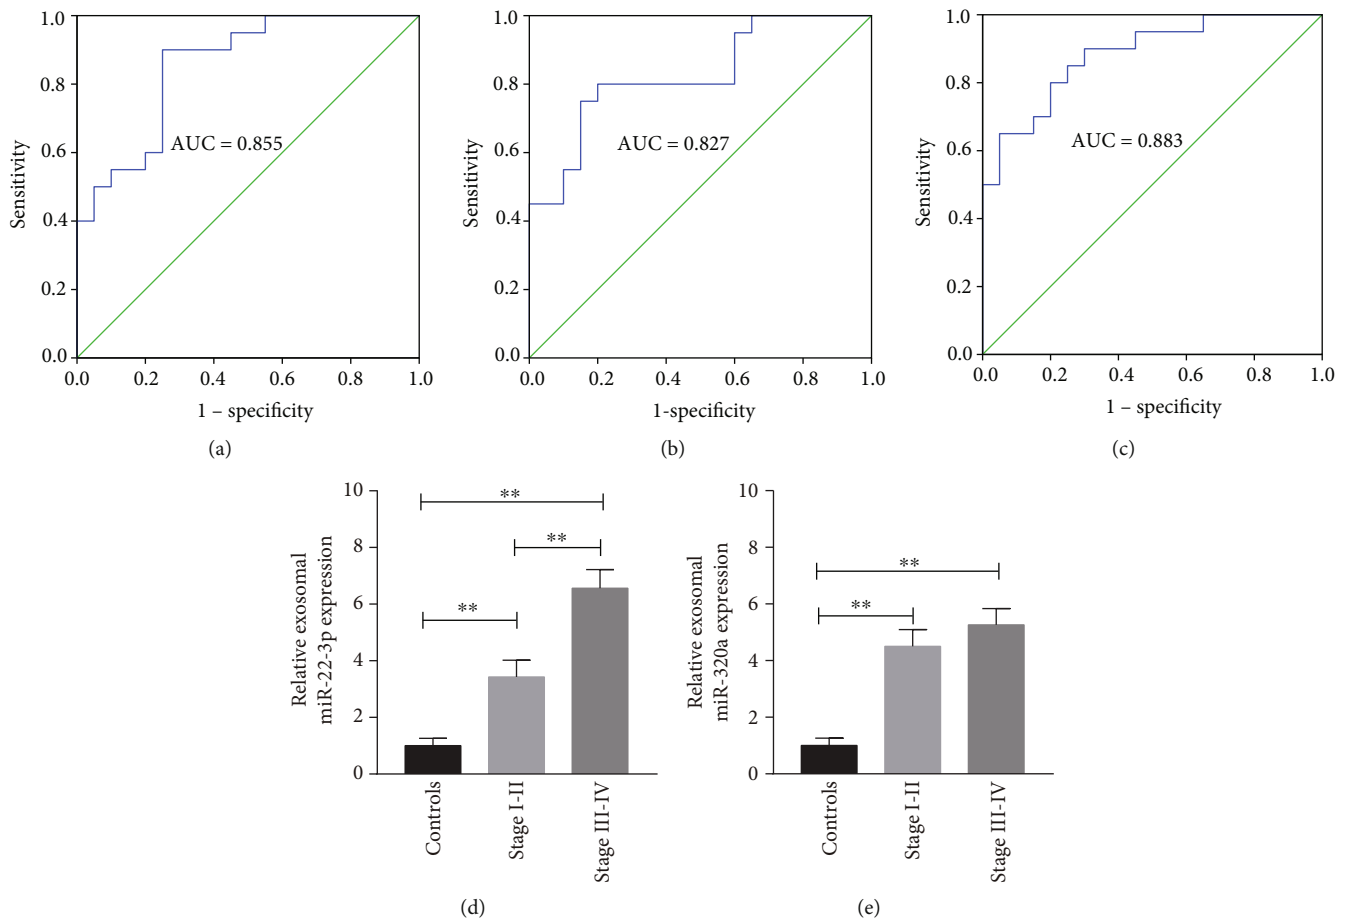 1.0
0.8
0.6
0.4
0.2
0.0
Sensitivity
AUC = 0.855
0.0 0.2 0.4 0.6 0.8 1.0
1 – specificity
(a)
1.0
0.8
0.6
0.4
0.2
0.0
Sensitivity
AUC = 0.827
0.0 0.2 0.4 0.6 0.8 1.0
1-specificity
(b)
1.0
0.8
0.6
0.4
0.2
0.0
Sensitivity
AUC = 0.883
0.0 0.2 0.4 0.6 0.8 1.0
1 – specificity
(c)
Relative exosomal
miR-22-3p expression
10
8
6
4
2
0
**
**
**
Controls
Stage I-II
Stage III-IV
(d)
Relative exosomal
miR-320a expression
10
8
6
4
2
0
**
**
Controls
Stage I-II
Stage III-IV
(e)